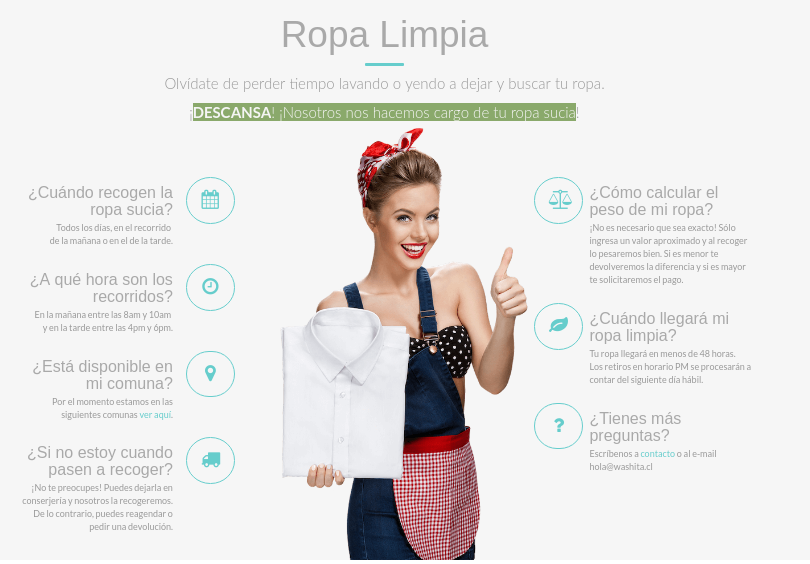 Ropa Limpia
Olvídate de perder tiempo lavando o yendo a dejar y buscar tu ropa.
¡DESCANSA! ¡Nosotros nos hacemos cargo de tu ropa sucia!
¿Cuándo recogen la
ropa sucia?
Todos los días, en el recorrido
de la mañana o en el de la tarde.
¿A qué hora son los
recorridos?
En la mañana entre las 8am y 10am
y en la tarde entre las 4pm y 6pm.
¿Está disponible en
mi comuna?
Por el momento estamos en las
siguientes comunas ver aquí.
¿Si no estoy cuando
pasen a recoger?
¡No te preocupes! Puedes dejarla en
conserjería y nosotros la recogeremos.
De lo contrario, puedes reagendar o
pedir una devolución.
¿Cómo calcular el
peso de mi ropa?
¡No es necesario que sea exacto! Sólo
ingresa un valor aproximado y al recoger
lo pesaremos bien. Si es menor te
devolveremos la diferencia y si es mayor
te solicitaremos el pago.
¿Cuándo llegará mi
ropa limpia?
Tu ropa llegará en menos de 48 horas.
Los retiros en horario PM se procesarán a
contar del siguiente día hábil.
¿Tienes más
preguntas?
Escríbenos a contacto o al e-mail
hola@washita.cl